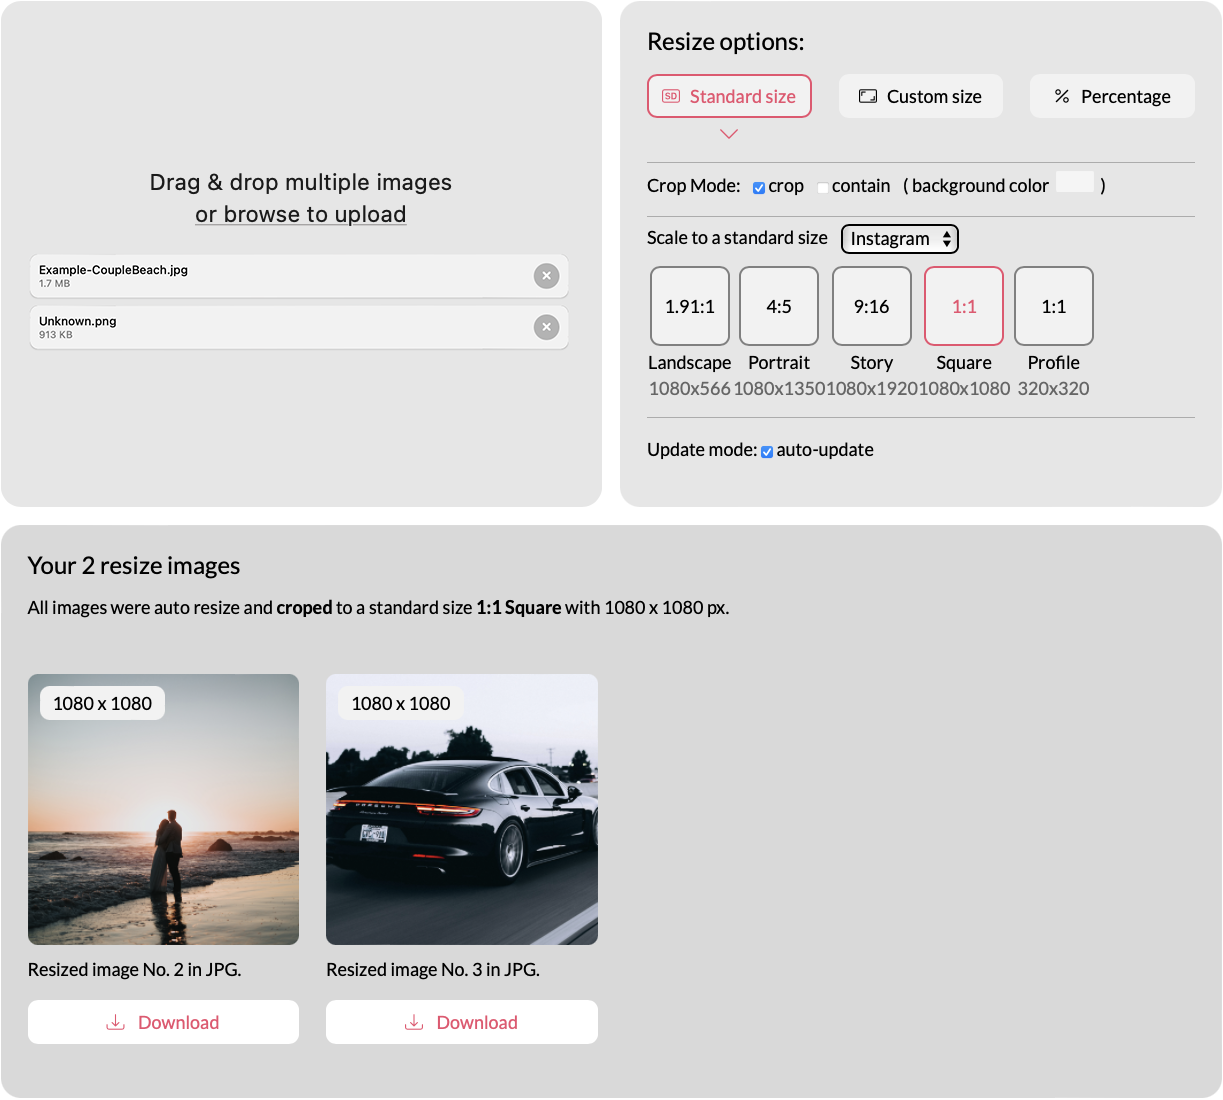 Drag & drop multiple images
or browse to upload
Example-CoupleBeach.jpg
1.7 MB
Unknown.png
913 KB
Resize options:
SD Standard size
Custom size
Percentage
Crop Mode: crop contain ( background color )
Scale to a standard size Instagram
1.91:1 4:5 9:16 1:1 1:1
Landscape Portrait Story Square Profile
1080x566 1080x1350 1080x1920 1080x1080 320x320
Update mode: auto-update
Your 2 resize images
All images were auto resize and croped to a standard size 1:1 Square with 1080 x 1080 px.
1080 x 1080
1080 x 1080
PORSCHE
Resized image No. 2 in JPG.
Resized image No. 3 in JPG.
Download
Download